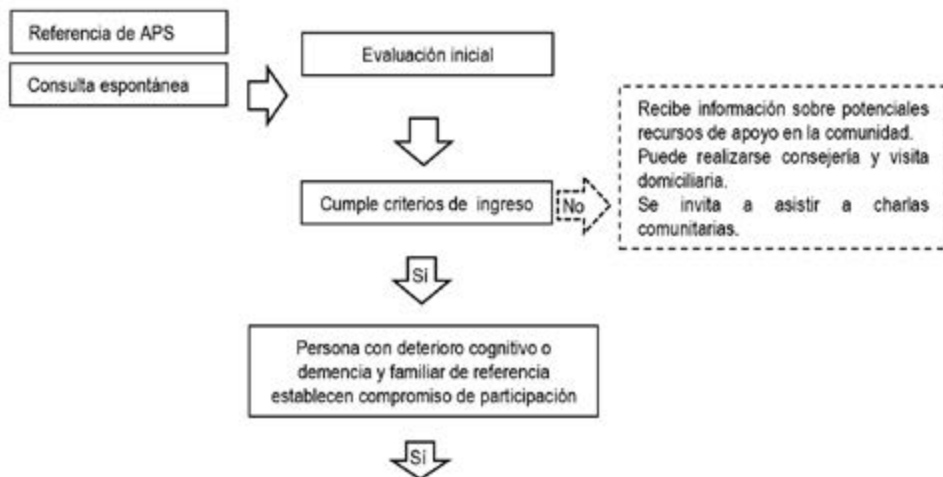 Referencia de APS
Consulta espontánea
Evaluación inicial
Cumple criterios de ingreso
No
Recibe información sobre potenciales
recursos de apoyo en la comunidad.
Puede realizarse consejería y visita
domiciliaria.
Se invita a asistir a charlas
comunitarias.
Si
Persona con deterioro cognitivo o
demencia y familiar de referencia
establecen compromiso de participación
Si